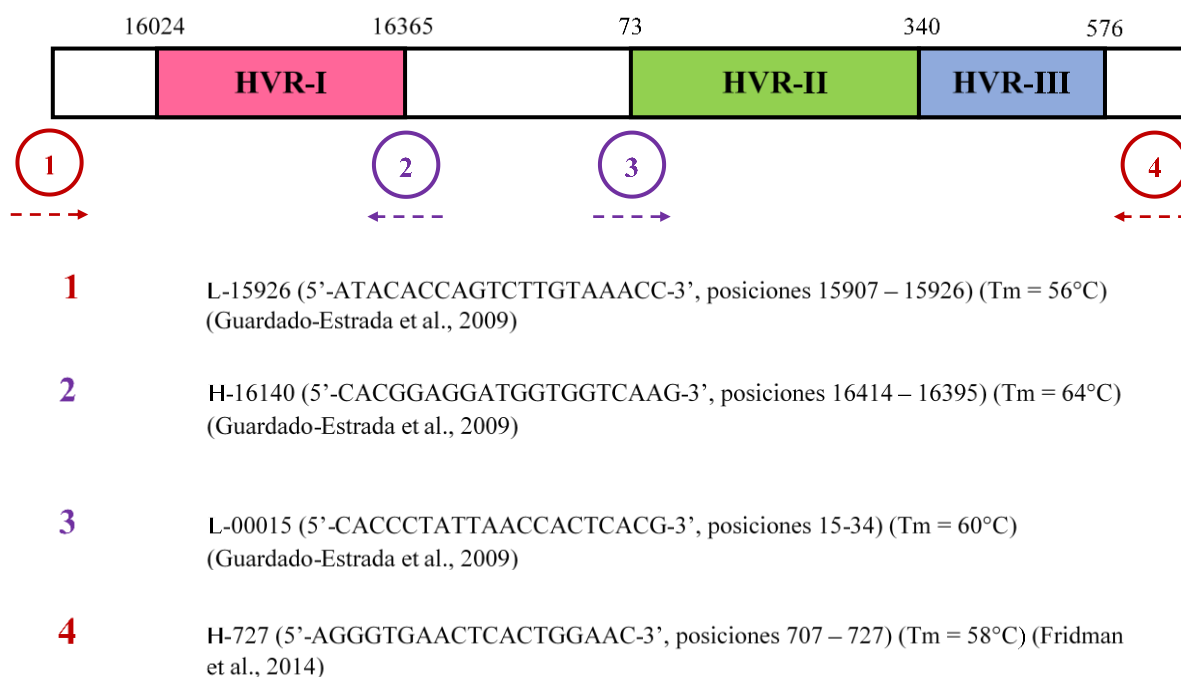 16024 16365 73 340 576
HVR-I HVR-II HVR-III
1 2 3 4
1 L-15926 (5’-ATACACCAGTCTTGTAAACC-3’, posiciones 15907 – 15926) (Tm = 56°C)
(Guardado-Estrada et al., 2009)
2 H-16140 (5’-CACGGAGGATGGTGGTCAAG-3’, posiciones 16414 – 16395) (Tm = 64°C)
(Guardado-Estrada et al., 2009)
3 L-00015 (5’-CACCCTATTAACCACTCACG-3’, posiciones 15-34) (Tm = 60°C)
(Guardado-Estrada et al., 2009)
4 H-727 (5’-AGGGTGAACTCACTGGAAC-3’, posiciones 707 – 727) (Tm = 58°C) (Fridman
et al., 2014)